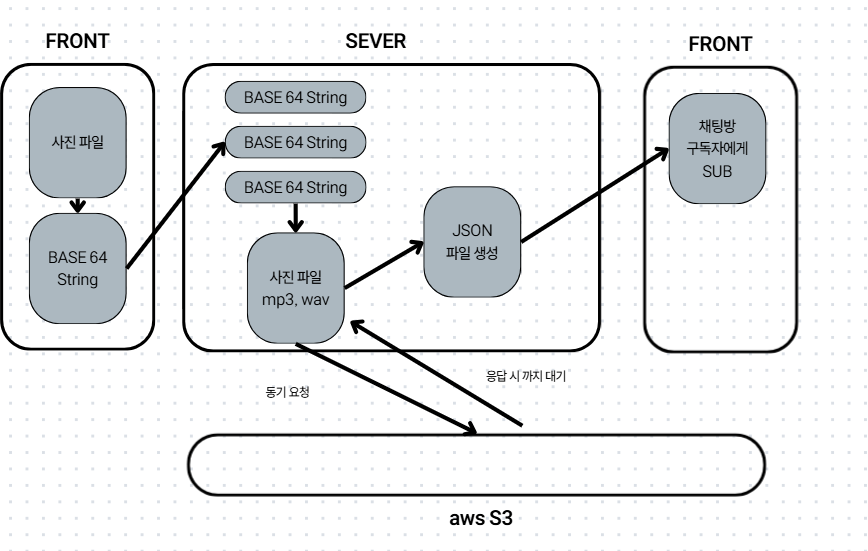 FRONT
사진 파일
BASE 64
String
SEVER
BASE 64 String
BASE 64 String
BASE 64 String
사진 파일
mp3, wav
JSON
파일 생성
FRONT
채팅방
구독자에게
SUB
동기 요청
응답 시 까지 대기
aws S3